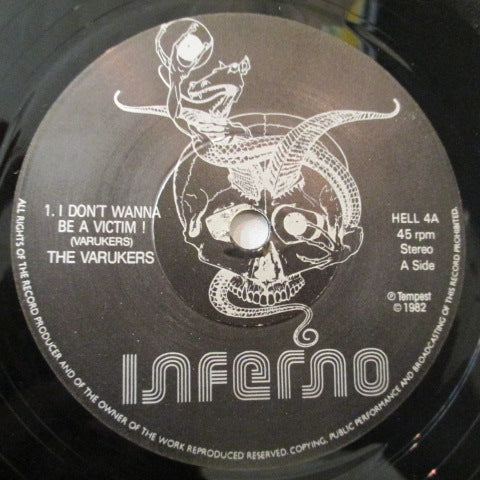 1. I DON'T WANNA
BE A VICTIM !
(VARUKERS)
THE VARUKERS
HELL 4A
45 rpm
Stereo
A Side
℗ Tempest
© 1982
inferno
ALL RIGHTS OF THE RECORD PRODUCER AND OF THE OWNER OF THE WORK REPRODUCED RESERVED. COPYING, PUBLIC PERFORMANCE AND BROADCASTING OF THIS RECORD PROHIBITED.